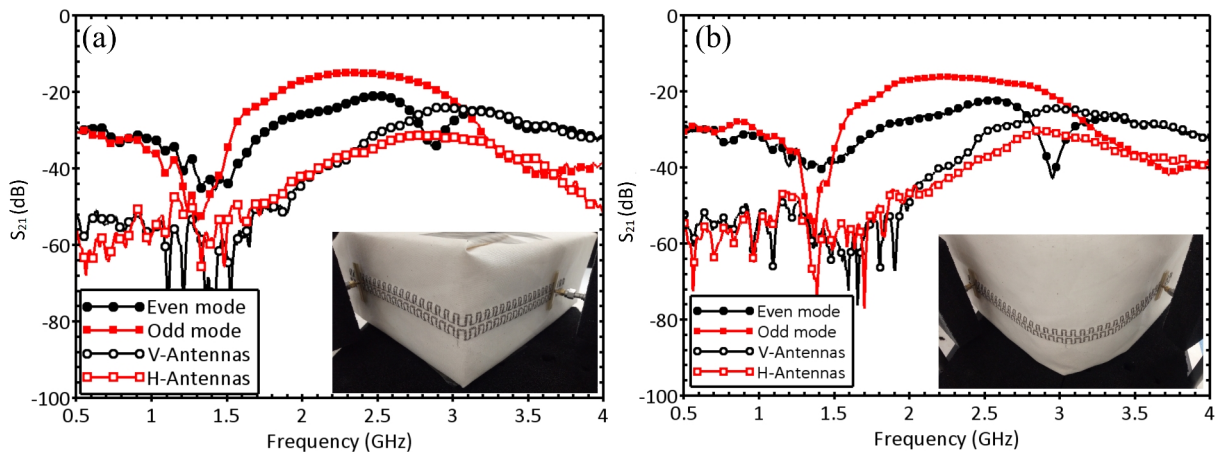 (a)
0
-20
-40
-60
-80
-100
S21 (dB)
Even mode
Odd mode
V-Antennas
H-Antennas
0.5 1 1.5 2 2.5 3 3.5 4
Frequency (GHz)
(b)
0
-20
-40
-60
-80
-100
S21 (dB)
Even mode
Odd mode
V-Antennas
H-Antennas
0.5 1 1.5 2 2.5 3 3.5 4
Frequency (GHz)